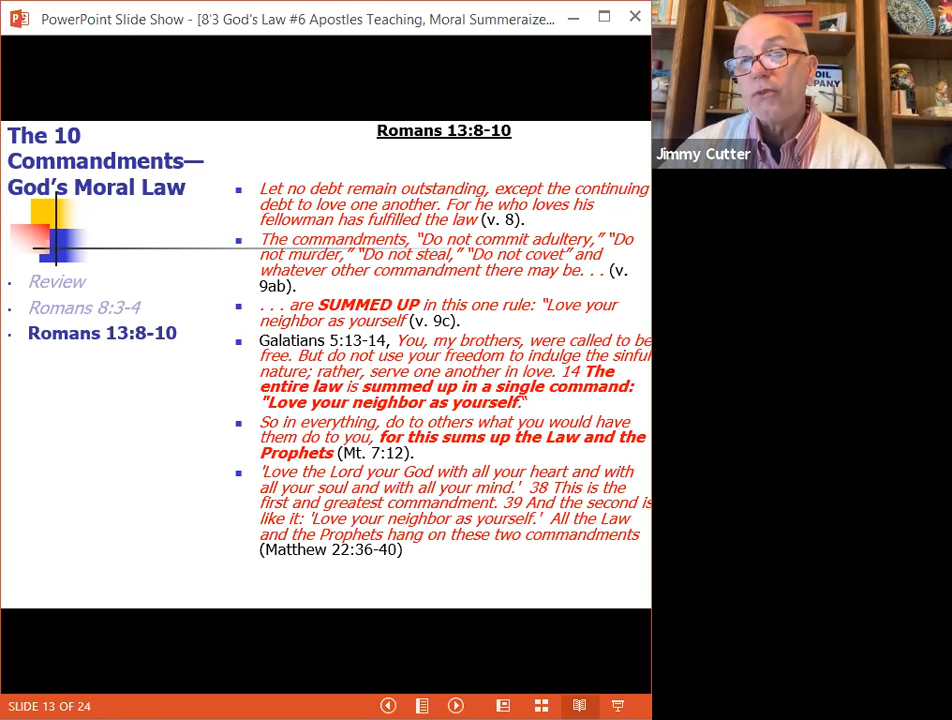 PowerPoint Slide Show - [8'3 God's Law #6 Apostles Teaching, Moral Summeraize...
OIL
MPANY
Jimmy Cutter
The 10
Commandments—
God's Moral Law
Review
Romans 8:3-4
Romans 13:8-10
Romans 13:8-10
Let no debt remain outstanding, except the continuing
debt to love one another. For he who loves his
fellowman has fulfilled the law (v. 8).
The commandments, "Do not commit adultery," "Do
not murder," "Do not steal," "Do not covet" and
whatever other commandment there may be. . . (v.
9ab).
. . . are SUMMED UP in this one rule: "Love your
neighbor as yourself (v. 9c).
Galatians 5:13-14, You, my brothers, were called to be
free. But do not use your freedom to indulge the sinful
nature; rather, serve one another in love. 14 The
entire law is summed up in a single command:
"Love your neighbor as yourself."
So in everything, do to others what you would have
them do to you, for this sums up the Law and the
Prophets (Mt. 7:12).
'Love the Lord your God with all your heart and with
all your soul and with all your mind.' 38 This is the
first and greatest commandment. 39 And the second is
like it: 'Love your neighbor as yourself.' All the Law
and the Prophets hang on these two commandments
(Matthew 22:36-40)
SLIDE 13 OF 24